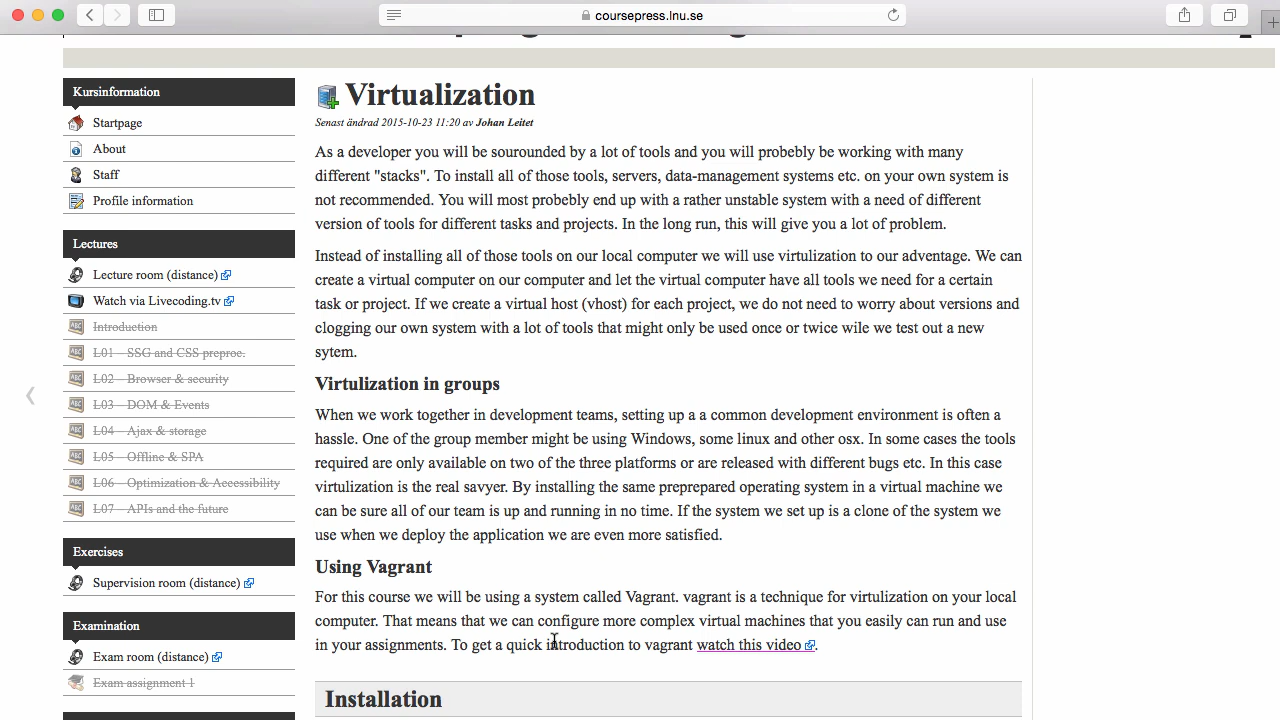 coursepress.lnu.se
Kursinformation
Startpage
About
Staff
Profile information
Lectures
Lecture room (distance)
Watch via Livecoding.tv
Introduction
L01 – SSG and CSS preproc.
L02 – Browser & security
L03 – DOM & Events
L04 – Ajax & storage
L05 – Offline & SPA
L06 – Optimization & Accessibility
L07 – APIs and the future
Exercises
Supervision room (distance)
Examination
Exam room (distance)
Exam assignment 1
Virtualization
Senast ändrad 2015-10-23 11:20 av Johan Leitet
As a developer you will be sourounded by a lot of tools and you will probebly be working with many
different "stacks". To install all of those tools, servers, data-management systems etc. on your own system is
not recommended. You will most probebly end up with a rather unstable system with a need of different
version of tools for different tasks and projects. In the long run, this will give you a lot of problem.
Instead of installing all of those tools on our local computer we will use virtulization to our adventage. We can
create a virtual computer on our computer and let the virtual computer have all tools we need for a certain
task or project. If we create a virtual host (vhost) for each project, we do not need to worry about versions and
clogging our own system with a lot of tools that might only be used once or twice wile we test out a new
sytem.
Virtulization in groups
When we work together in development teams, setting up a a common development environment is often a
hassle. One of the group member might be using Windows, some linux and other osx. In some cases the tools
required are only available on two of the three platforms or are released with different bugs etc. In this case
virtulization is the real savyer. By installing the same preprepared operating system in a virtual machine we
can be sure all of our team is up and running in no time. If the system we set up is a clone of the system we
use when we deploy the application we are even more satisfied.
Using Vagrant
For this course we will be using a system called Vagrant. vagrant is a technique for virtulization on your local
computer. That means that we can configure more complex virtual machines that you easily can run and use
in your assignments. To get a quick introduction to vagrant watch this video.
Installation